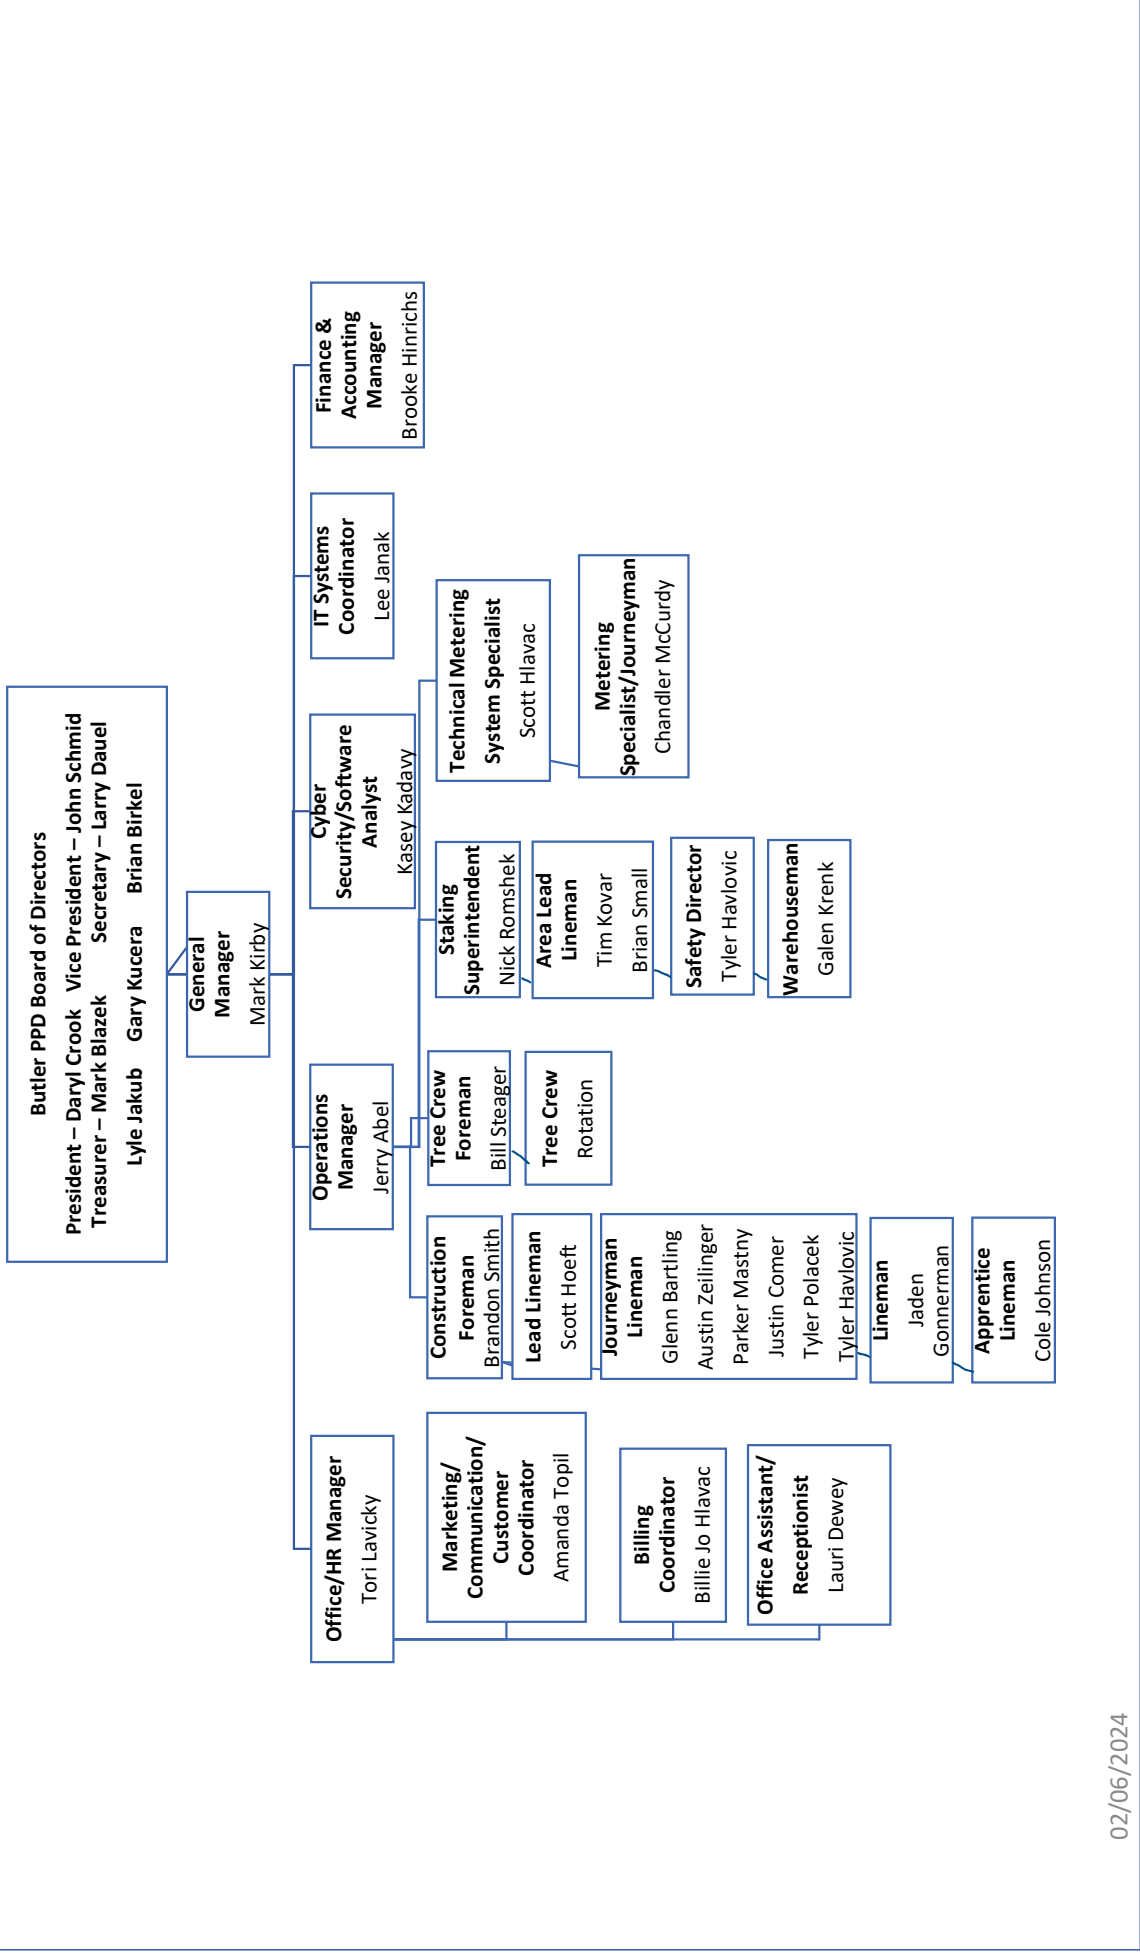 Butler PPD Board of Directors
President – Daryl Crook Vice President – John Schmid
Treasurer – Mark Blazek Secretary – Larry Dauel
Lyle Jakub Gary Kucera Brian Birkel
General
Manager
Mark Kirby
Office/HR Manager
Tori Lavicky
Marketing/
Communication/
Customer
Coordinator
Amanda Topil
Billing
Coordinator
Billie Jo Hlavac
Office Assistant/
Receptionist
Lauri Dewey
Operations
Manager
Jerry Abel
Construction
Foreman
Brandon Smith
Lead Lineman
Scott Hoeft
Journeyman
Lineman
Glenn Bartling
Austin Zeilinger
Parker Mastny
Justin Comer
Tyler Polacek
Tyler Havlovic
Lineman
Jaden
Gonnerman
Apprentice
Lineman
Cole Johnson
Tree Crew
Foreman
Bill Steager
Tree Crew
Rotation
Staking
Superintendent
Nick Romshek
Area Lead
Lineman
Tim Kovar
Brian Small
Safety Director
Tyler Havlovic
Warehouseman
Galen Krenk
Technical Metering
System Specialist
Scott Hlavac
Metering
Specialist/Journeyman
Chandler McCurdy
Cyber
Security/Software
Analyst
Kasey Kadavy
IT Systems
Coordinator
Lee Janak
Finance &
Accounting
Manager
Brooke Hinrichs
02/06/2024